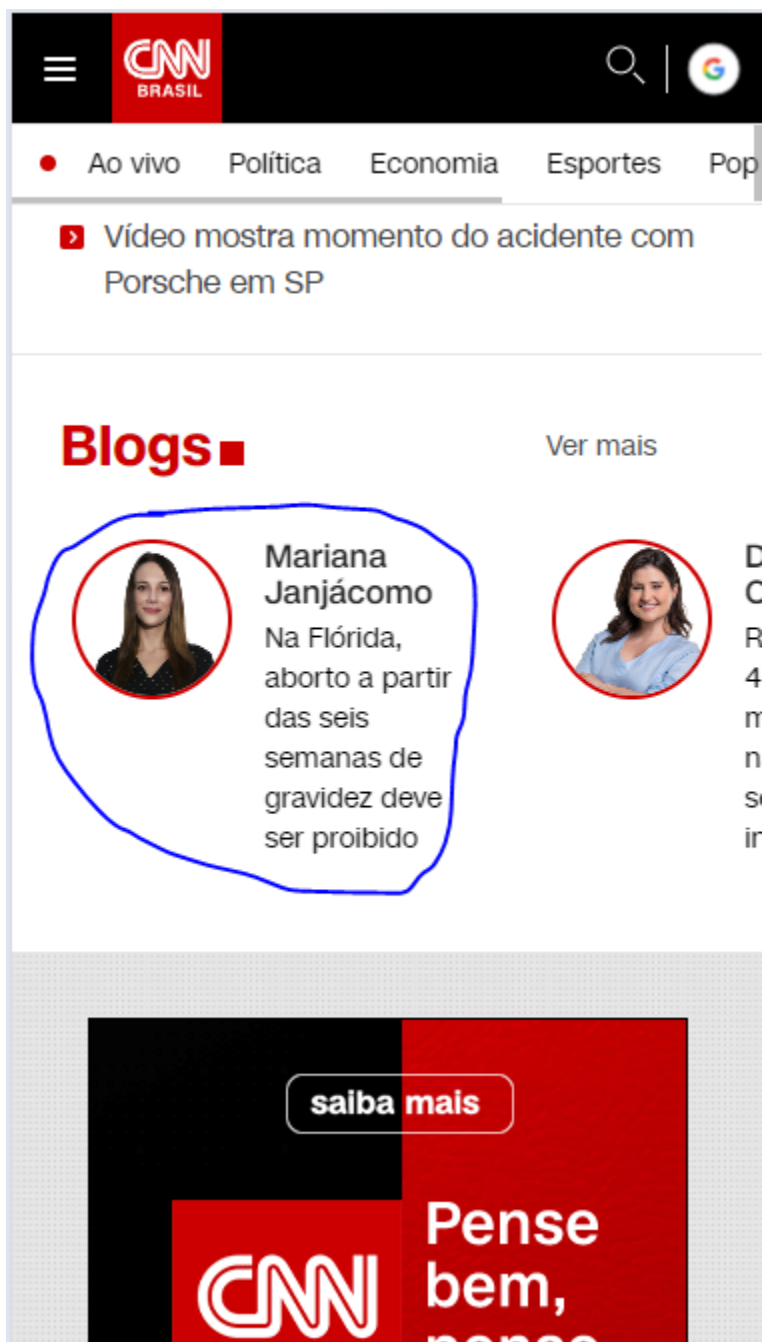 CNN
BRASIL
Ao vivo Política Economia Esportes Pop
Vídeo mostra momento do acidente com
Porsche em SP
Blogs
Ver mais
Mariana
Janjácomo
Na Flórida,
aborto a partir
das seis
semanas de
gravidez deve
ser proibido
saiba mais
CNN
Pense
bem,